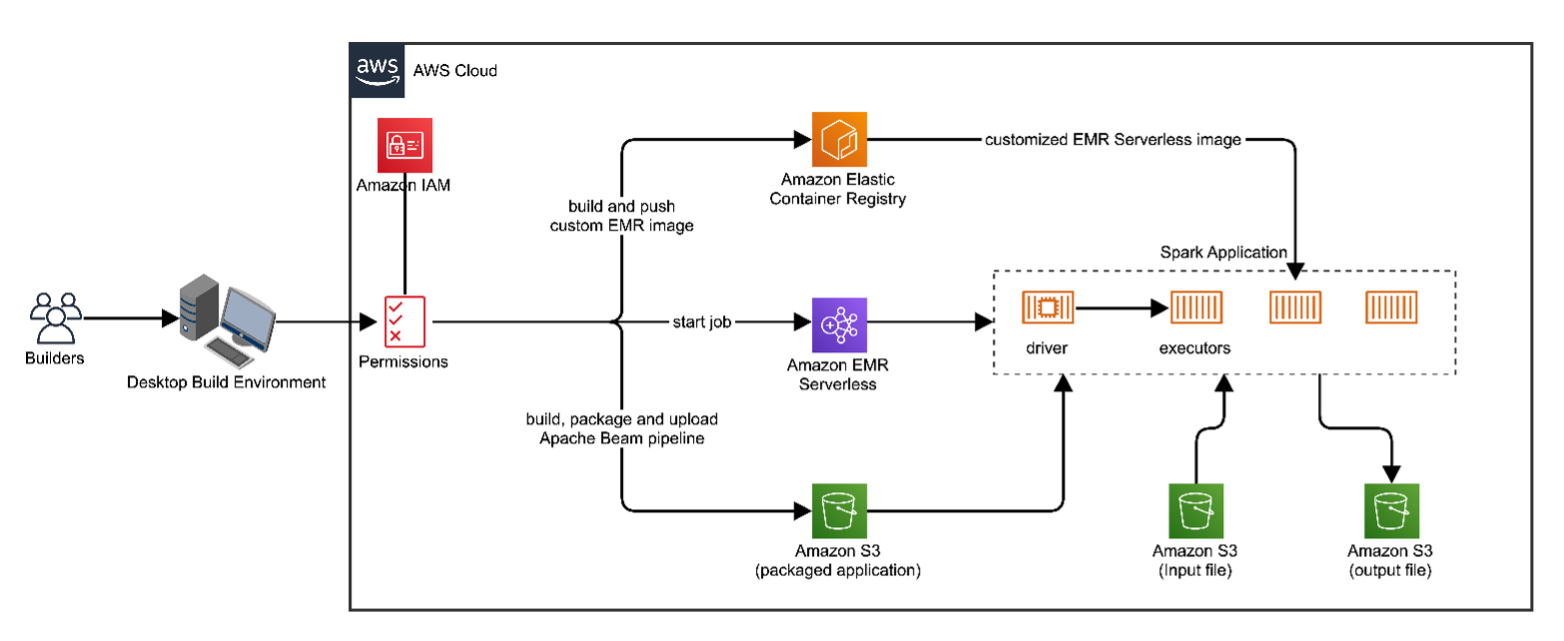 aws
AWS Cloud
Amazon IAM
Amazon Elastic
Container Registry
customized EMR Serverless image
build and push
custom EMR image
Spark Application
Builders
Desktop Build Environment
Permissions
start job
Amazon EMR
Serverless
driver
executors
build, package and upload
Apache Beam pipeline
Amazon S3
(packaged application)
Amazon S3
(Input file)
Amazon S3
(output file)